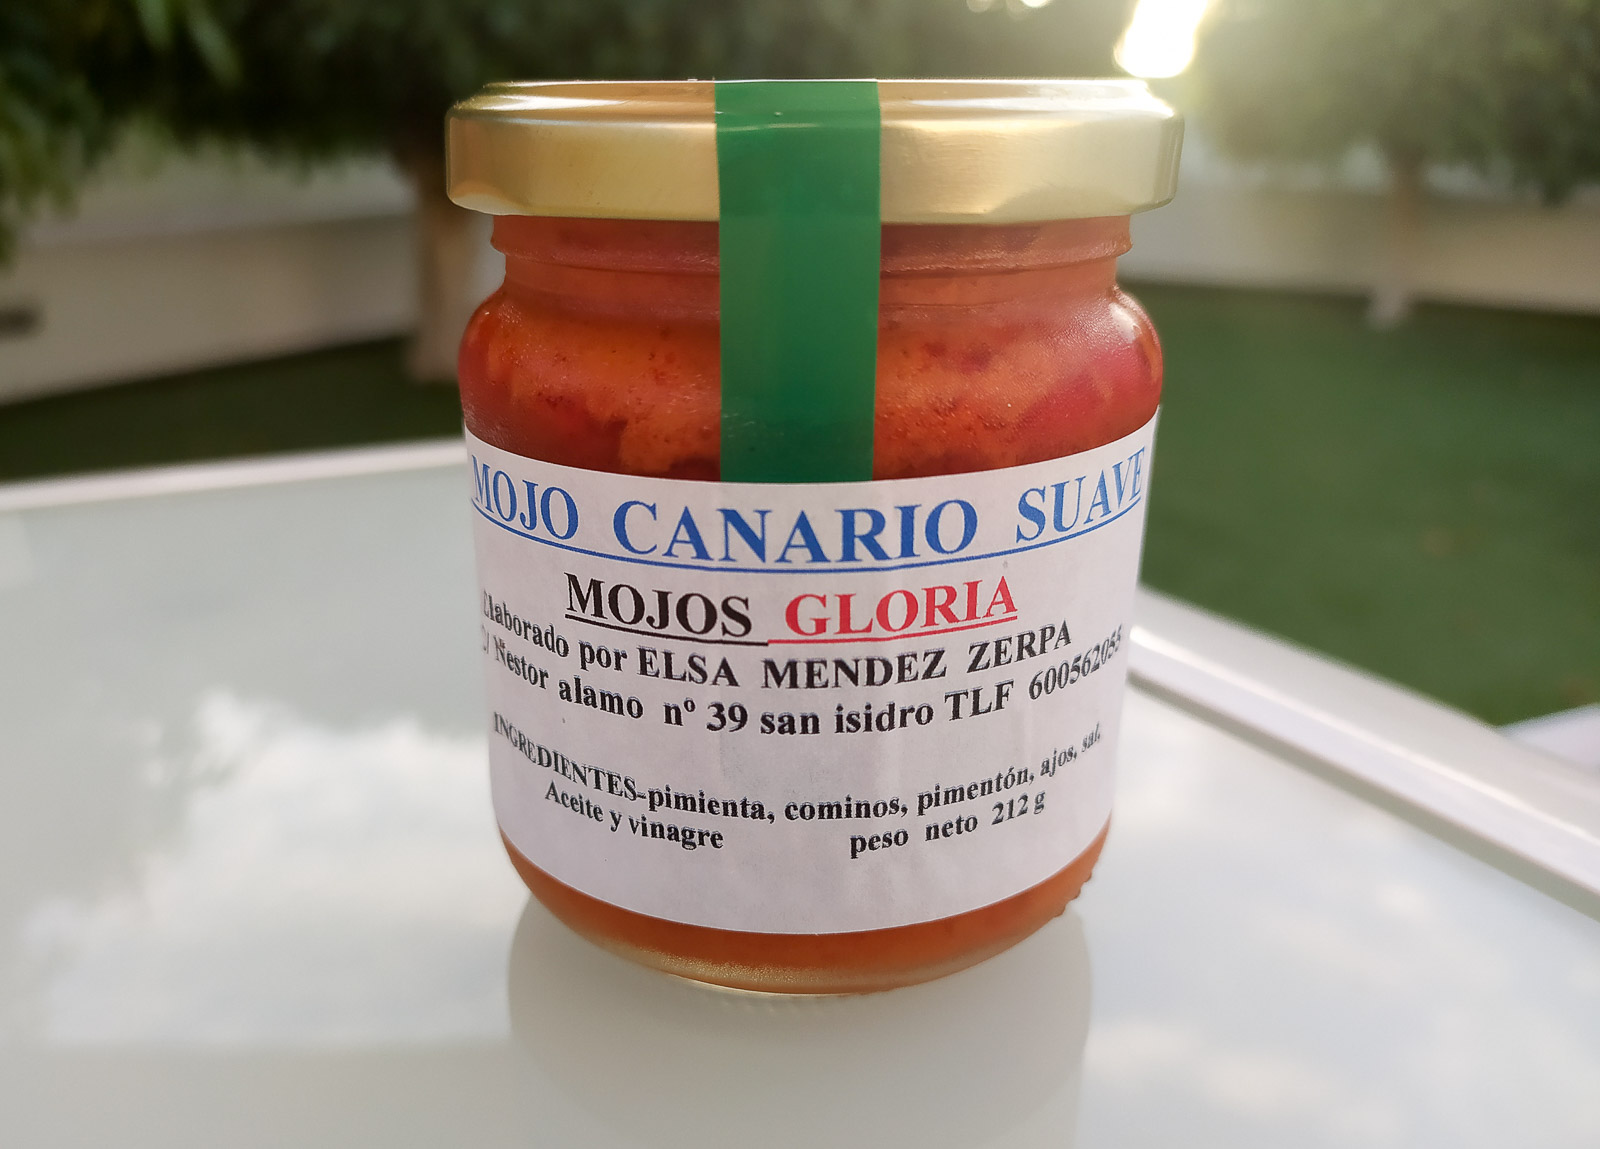 MOJO CANARIO SUAVE
MOJOS GLORIA
Elaborado por ELSA MENDEZ ZERPA
C/ Nestor alamo nº 39 san isidro TLF 600562055
INGREDIENTES-pimienta, cominos, pimentón, ajos, sal,
Aceite y vinagre peso neto 212 g